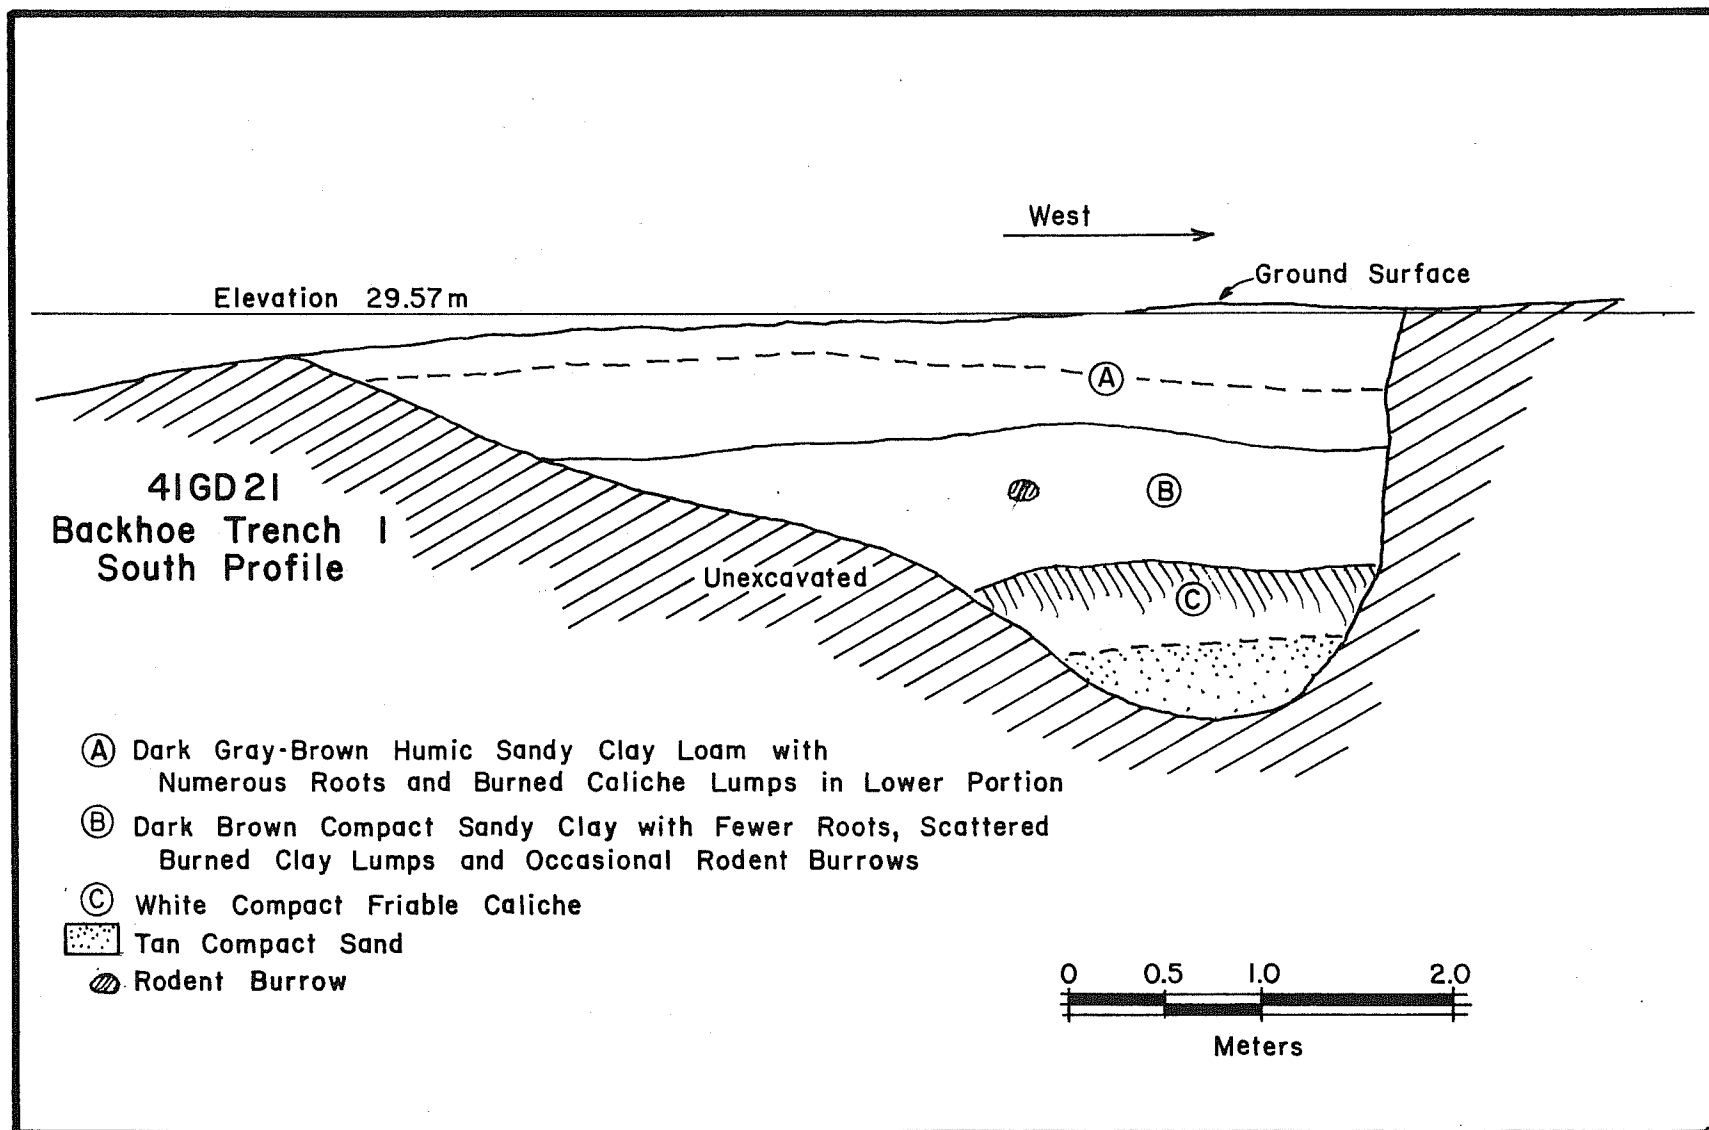 West
Ground Surface
Elevation 29.57m
A
B
C
41GD21
Backhoe Trench 1
South Profile
Unexcavated
A Dark Gray-Brown Humic Sandy Clay Loam with
Numerous Roots and Burned Caliche Lumps in Lower Portion
B Dark Brown Compact Sandy Clay with Fewer Roots, Scattered
Burned Clay Lumps and Occasional Rodent Burrows
C White Compact Friable Caliche
Tan Compact Sand
Rodent Burrow
0 0.5 1.0 2.0
Meters